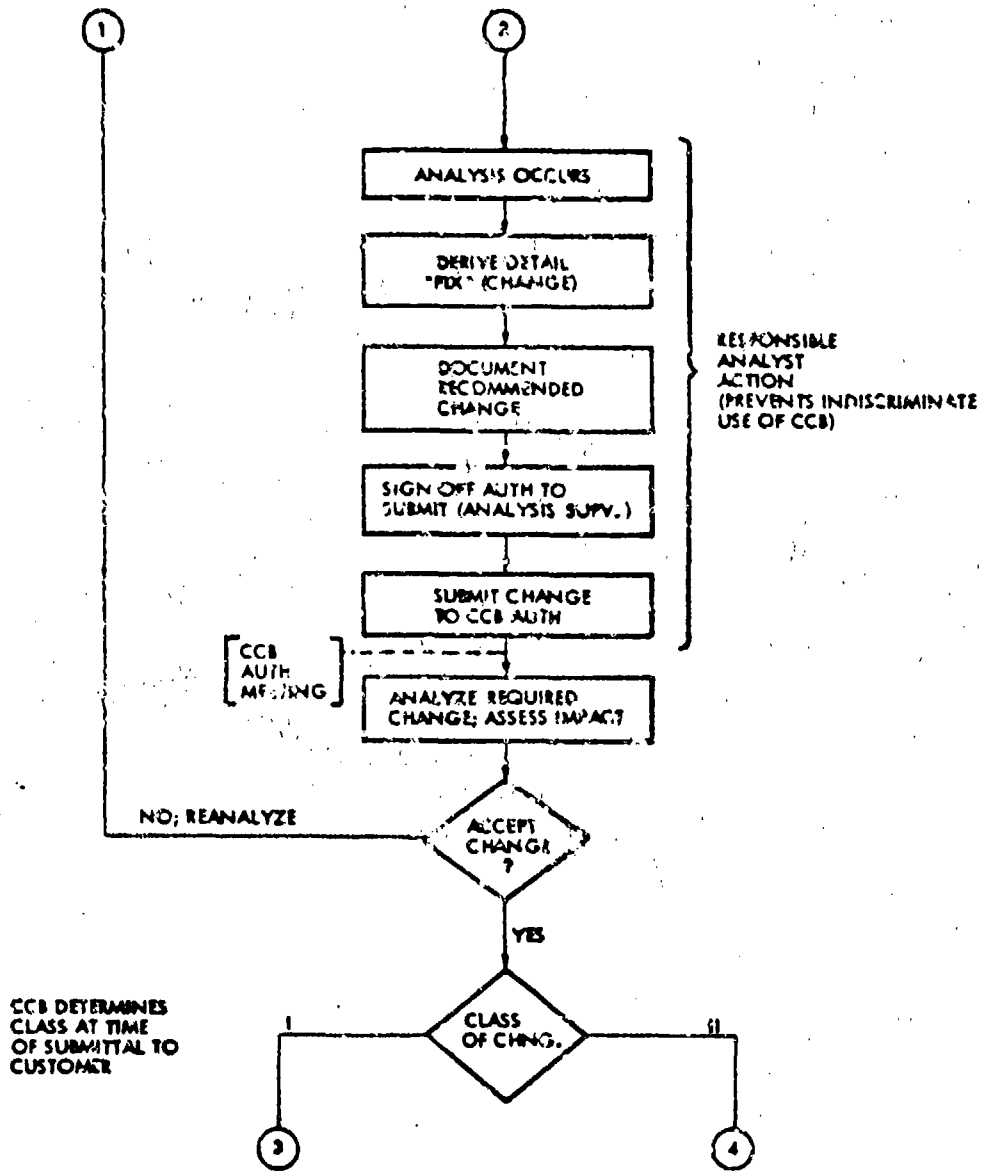 1
2
ANALYSIS OCCURS
DERIVE DETAIL
"FIX" (CHANGE)
DOCUMENT
RECOMMENDED
CHANGE
RESPONSIBLE
ANALYST
ACTION
(PREVENTS INDISCRIMINATE
USE OF CCB)
SIGN OFF AUTH TO
SUBMIT (ANALYSIS SUPV.)
SUBMIT CHANGE
TO CCB AUTH
CCB
AUTH
MEETING
ANALYZE REQUIRED
CHANGE; ASSESS IMPACT
NO; REANALYZE
ACCEPT
CHANGE
?
YES
CCB DETERMINES
CLASS AT TIME
OF SUBMITTAL TO
CUSTOMER
I
CLASS
OF CHNG.
II
3
4